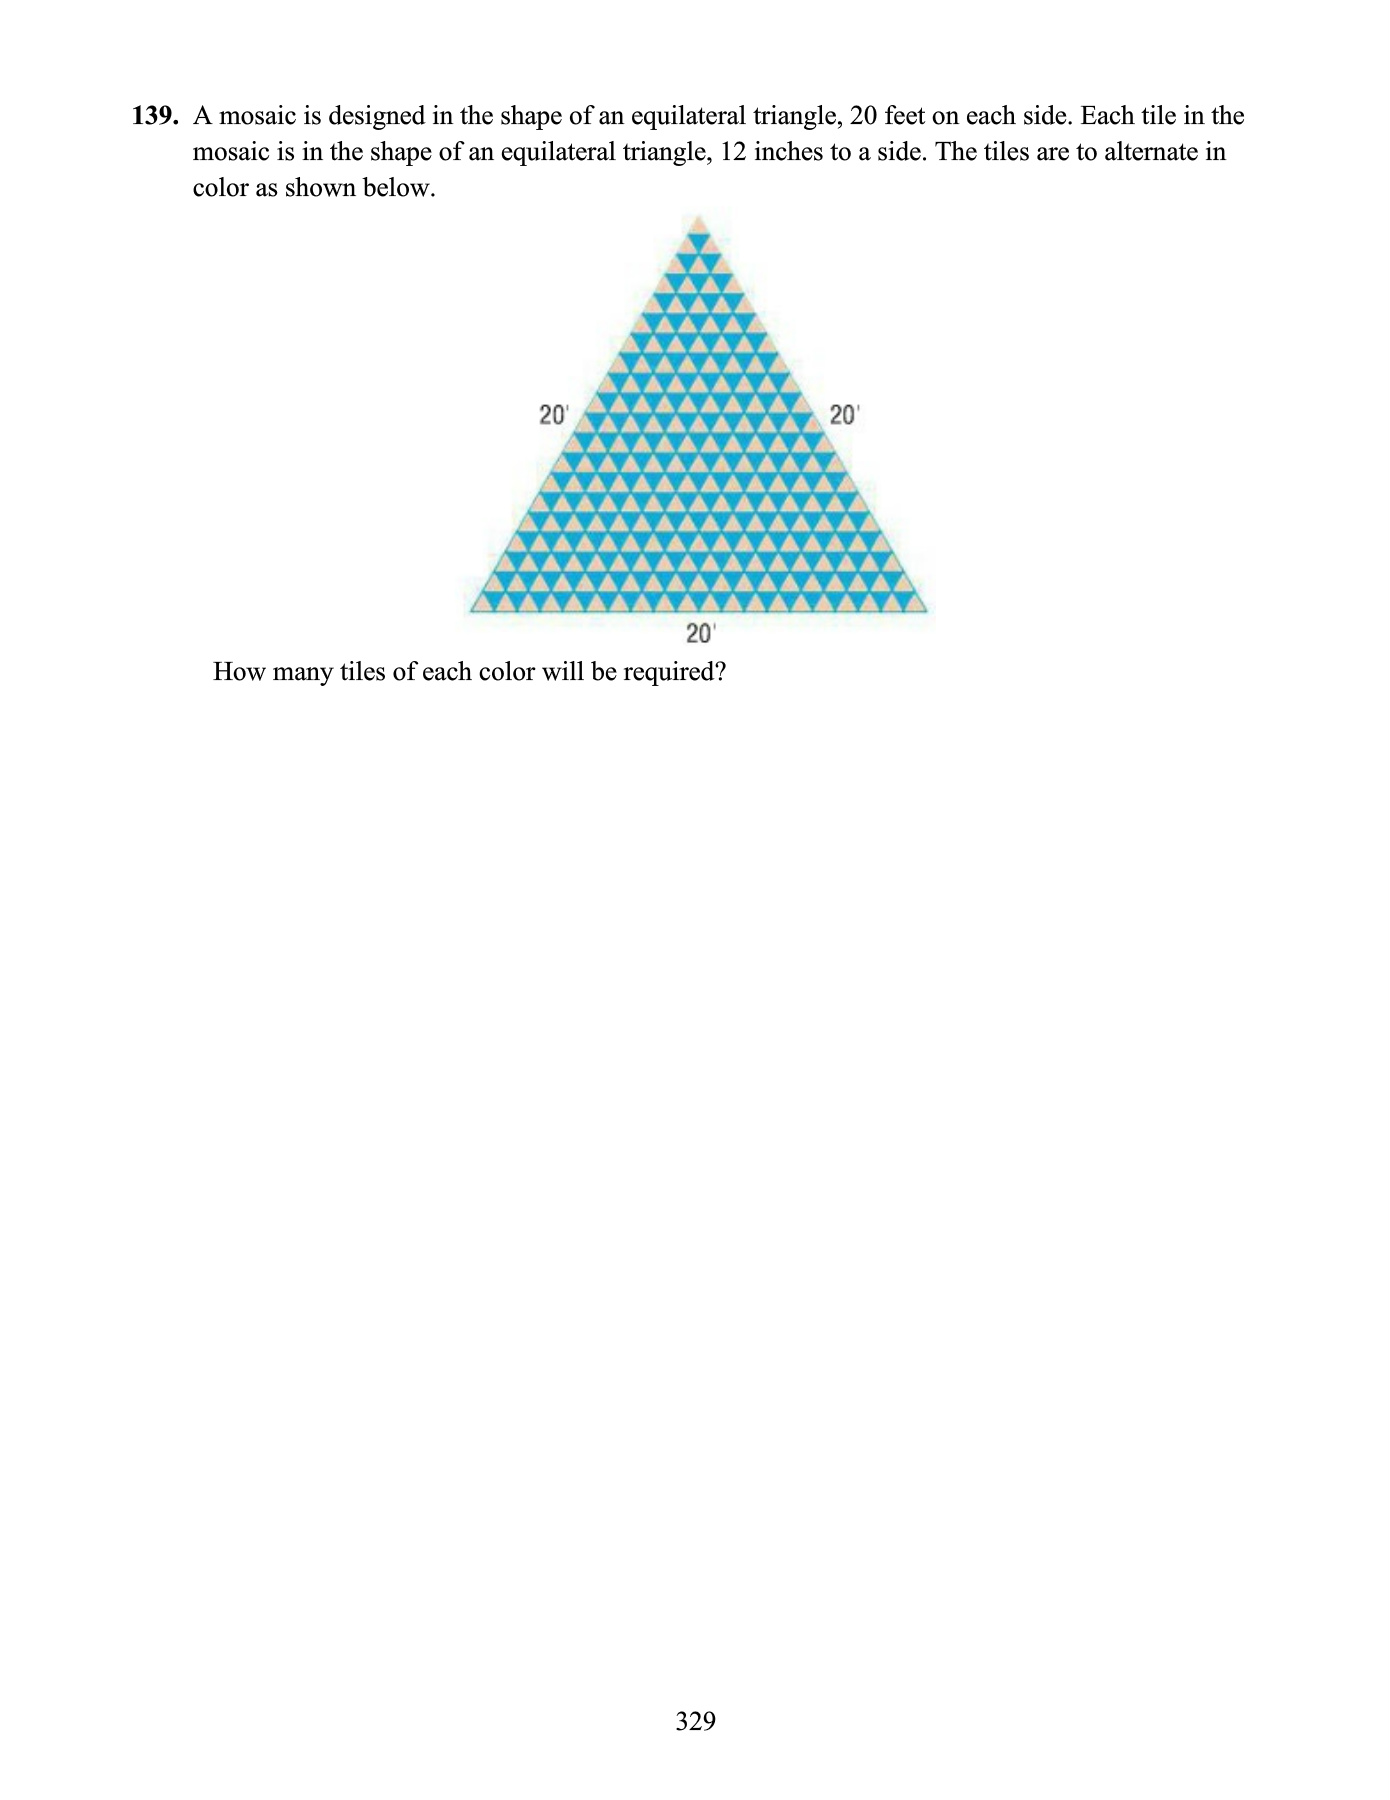 139. A mosaic is designed in the shape of an equilateral triangle, 20 feet on each side. Each tile in the
mosaic is in the shape of an equilateral triangle, 12 inches to a side. The tiles are to alternate in
color as shown below.
20' 20'
20'
How many tiles of each color will be required?
329